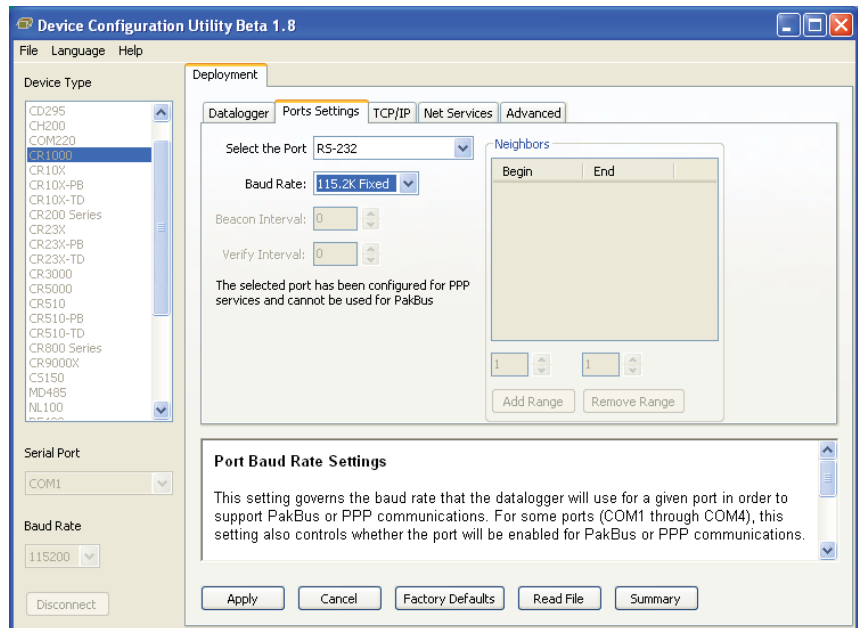 Device Configuration Utility Beta 1.8
File Language Help
Device Type
CD295
CH200
COM220
CR1000
CR10X
CR10X-PB
CR10X-TD
CR200 Series
CR23X
CR23X-PB
CR23X-TD
CR3000
CR5000
CR510
CR510-PB
CR510-TD
CR800 Series
CR9000X
CS150
MD485
NL100
Serial Port
COM1
Baud Rate
115200
Disconnect
Deployment
Datalogger Ports Settings TCP/IP Net Services Advanced
Select the Port RS-232
Baud Rate: 115.2K Fixed
Beacon Interval: 0
Verify Interval: 0
The selected port has been configured for PPP
services and cannot be used for PakBus
Neighbors
Begin End
1 1
Add Range Remove Range
Port Baud Rate Settings
This setting governs the baud rate that the datalogger will use for a given port in order to
support PakBus or PPP communications. For some ports (COM1 through COM4), this
setting also controls whether the port will be enabled for PakBus or PPP communications.
Apply Cancel Factory Defaults Read File Summary